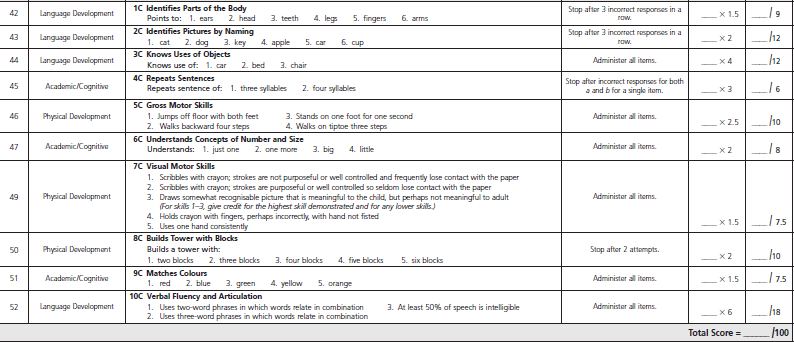 42 Language Development 1C Identifies Parts of the Body Stop after 3 incorrect responses in a row. ___ × 1.5 ___/ 9
Points to: 1. ears 2. head 3. teeth 4. legs 5. fingers 6. arms
43 Language Development 2C Identifies Pictures by Naming Stop after 3 incorrect responses in a row. ___ × 2 ___/12
1. cat 2. dog 3. key 4. apple 5. car 6. cup
44 Language Development 3C Knows Uses of Objects Administer all items. ___ × 4 ___/12
Knows use of: 1. car 2. bed 3. chair
45 Academic/Cognitive 4C Repeats Sentences Stop after incorrect responses for both a and b for a single item. ___ × 3 ___/ 6
Repeats sentence of: 1. three syllables 2. four syllables
46 Physical Development 5C Gross Motor Skills Administer all items. ___ × 2.5 ___/10
1. Jumps off floor with both feet 3. Stands on one foot for one second
2. Walks backward four steps 4. Walks on tiptoe three steps
47 Academic/Cognitive 6C Understands Concepts of Number and Size Administer all items. ___ × 2 ___/ 8
Understands: 1. just one 2. one more 3. big 4. little
49 Physical Development 7C Visual Motor Skills Administer all items. ___ × 1.5 ___/ 7.5
1. Scribbles with crayon; strokes are not purposeful or well controlled and frequently lose contact with the paper
2. Scribbles with crayon; strokes are purposeful or well controlled so seldom lose contact with the paper
3. Draws somewhat recognisable picture that is meaningful to the child, but perhaps not meaningful to adult
(For skills 1–3, give credit for the highest skill demonstrated and for any lower skills.)
4. Holds crayon with fingers, perhaps incorrectly, with hand not fisted
5. Uses one hand consistently
50 Physical Development 8C Builds Tower with Blocks Stop after 2 attempts. ___ × 2 ___/10
Builds a tower with:
1. two blocks 2. three blocks 3. four blocks 4. five blocks 5. six blocks
51 Academic/Cognitive 9C Matches Colours Administer all items. ___ × 1.5 ___/ 7.5
1. red 2. blue 3. green 4. yellow 5. orange
52 Language Development 10C Verbal Fluency and Articulation Administer all items. ___ × 6 ___/18
1. Uses two-word phrases in which words relate in combination 3. At least 50% of speech is intelligible
2. Uses three-word phrases in which words relate in combination
Total Score = ______ /100